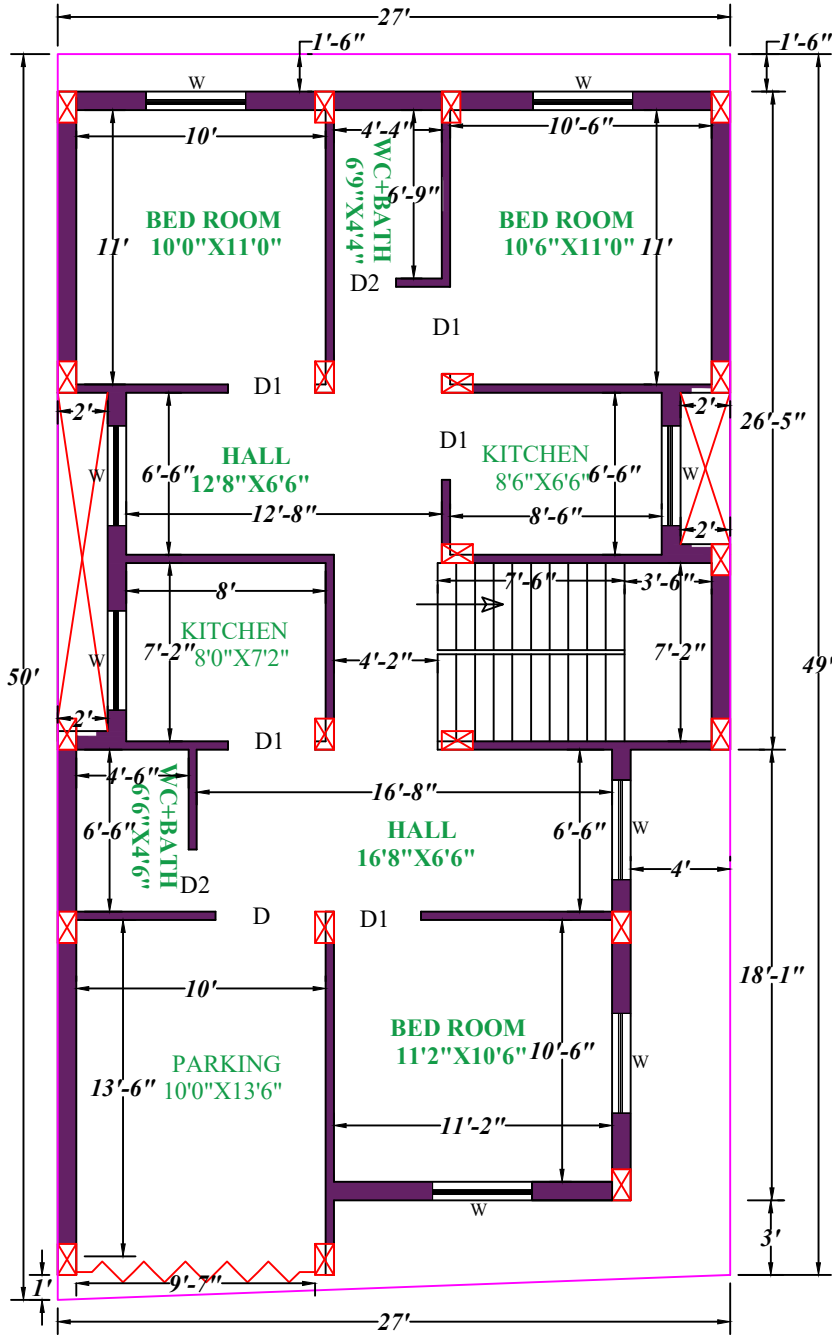 27'
1'-6"
1'-6"
W
W
10'
4'-4"
10'-6"
WC+BATH
6'9"X4'4"
6'-9"
BED ROOM
10'0"X11'0"
11'
BED ROOM
10'6"X11'0"
11'
D2
D1
D1
2'
2'
26'-5"
HALL
12'8"X6'6"
6'-6"
W
12'-8"
D1
KITCHEN
8'6"X6'6"
6'-6"
W
8'-6"
2'
8'
7'-6"
3'-6"
KITCHEN
8'0"X7'2"
7'-2"
W
4'-2"
7'-2"
50'
49'
2'
D1
4'-6"
WC+BATH
6'6"X4'6"
16'-8"
6'-6"
HALL
16'8"X6'6"
6'-6"
W
4'
D2
D
D1
10'
18'-1"
BED ROOM
11'2"X10'6"
10'-6"
W
PARKING
10'0"X13'6"
13'-6"
11'-2"
W
3'
1'
9'-7"
27'